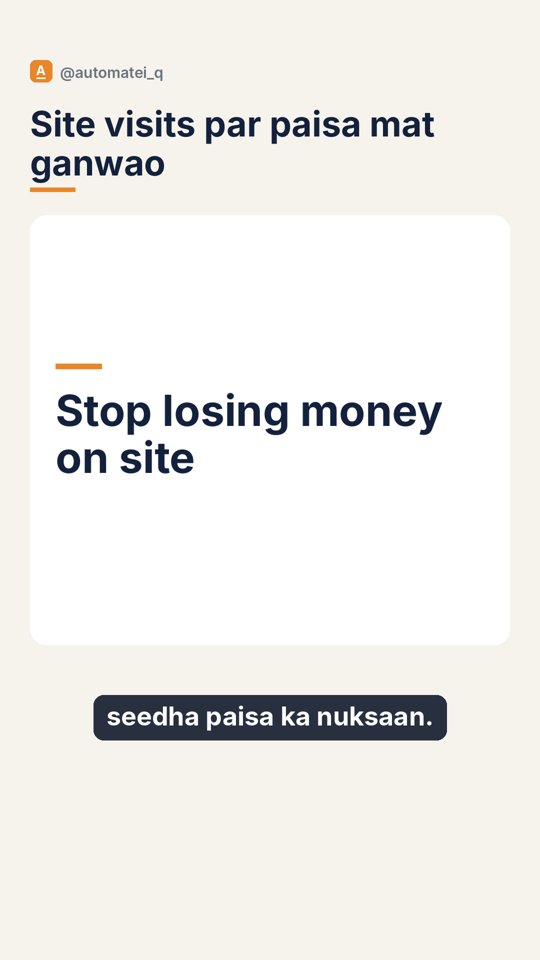 A
@automatei_q
Site visits par paisa mat
ganwao
Stop losing money
on site
seedha paisa ka nuksaan.